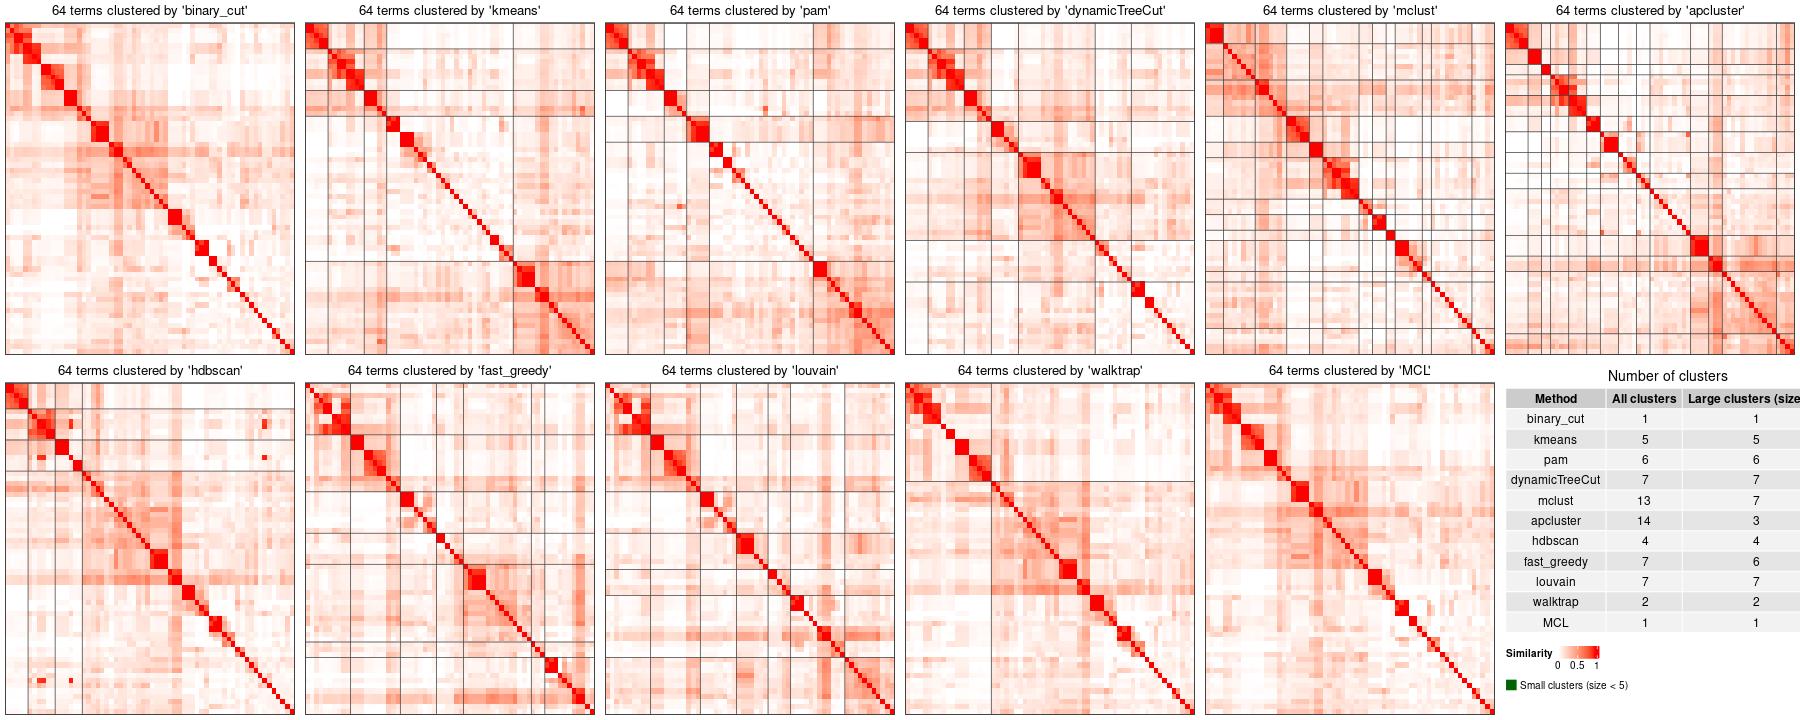 64 terms clustered by 'binary_cut'
64 terms clustered by 'kmeans'
64 terms clustered by 'pam'
64 terms clustered by 'dynamicTreeCut'
64 terms clustered by 'mclust'
64 terms clustered by 'apcluster'
64 terms clustered by 'hdbscan'
64 terms clustered by 'fast_greedy'
64 terms clustered by 'louvain'
64 terms clustered by 'walktrap'
64 terms clustered by 'MCL'
Number of clusters
Method All clusters Large clusters (size
binary_cut 1 1
kmeans 5 5
pam 6 6
dynamicTreeCut 7 7
mclust 13 7
apcluster 14 3
hdbscan 4 4
fast_greedy 7 6
louvain 7 7
walktrap 2 2
MCL 1 1
Similarity
0 0.5 1
Small clusters (size < 5)